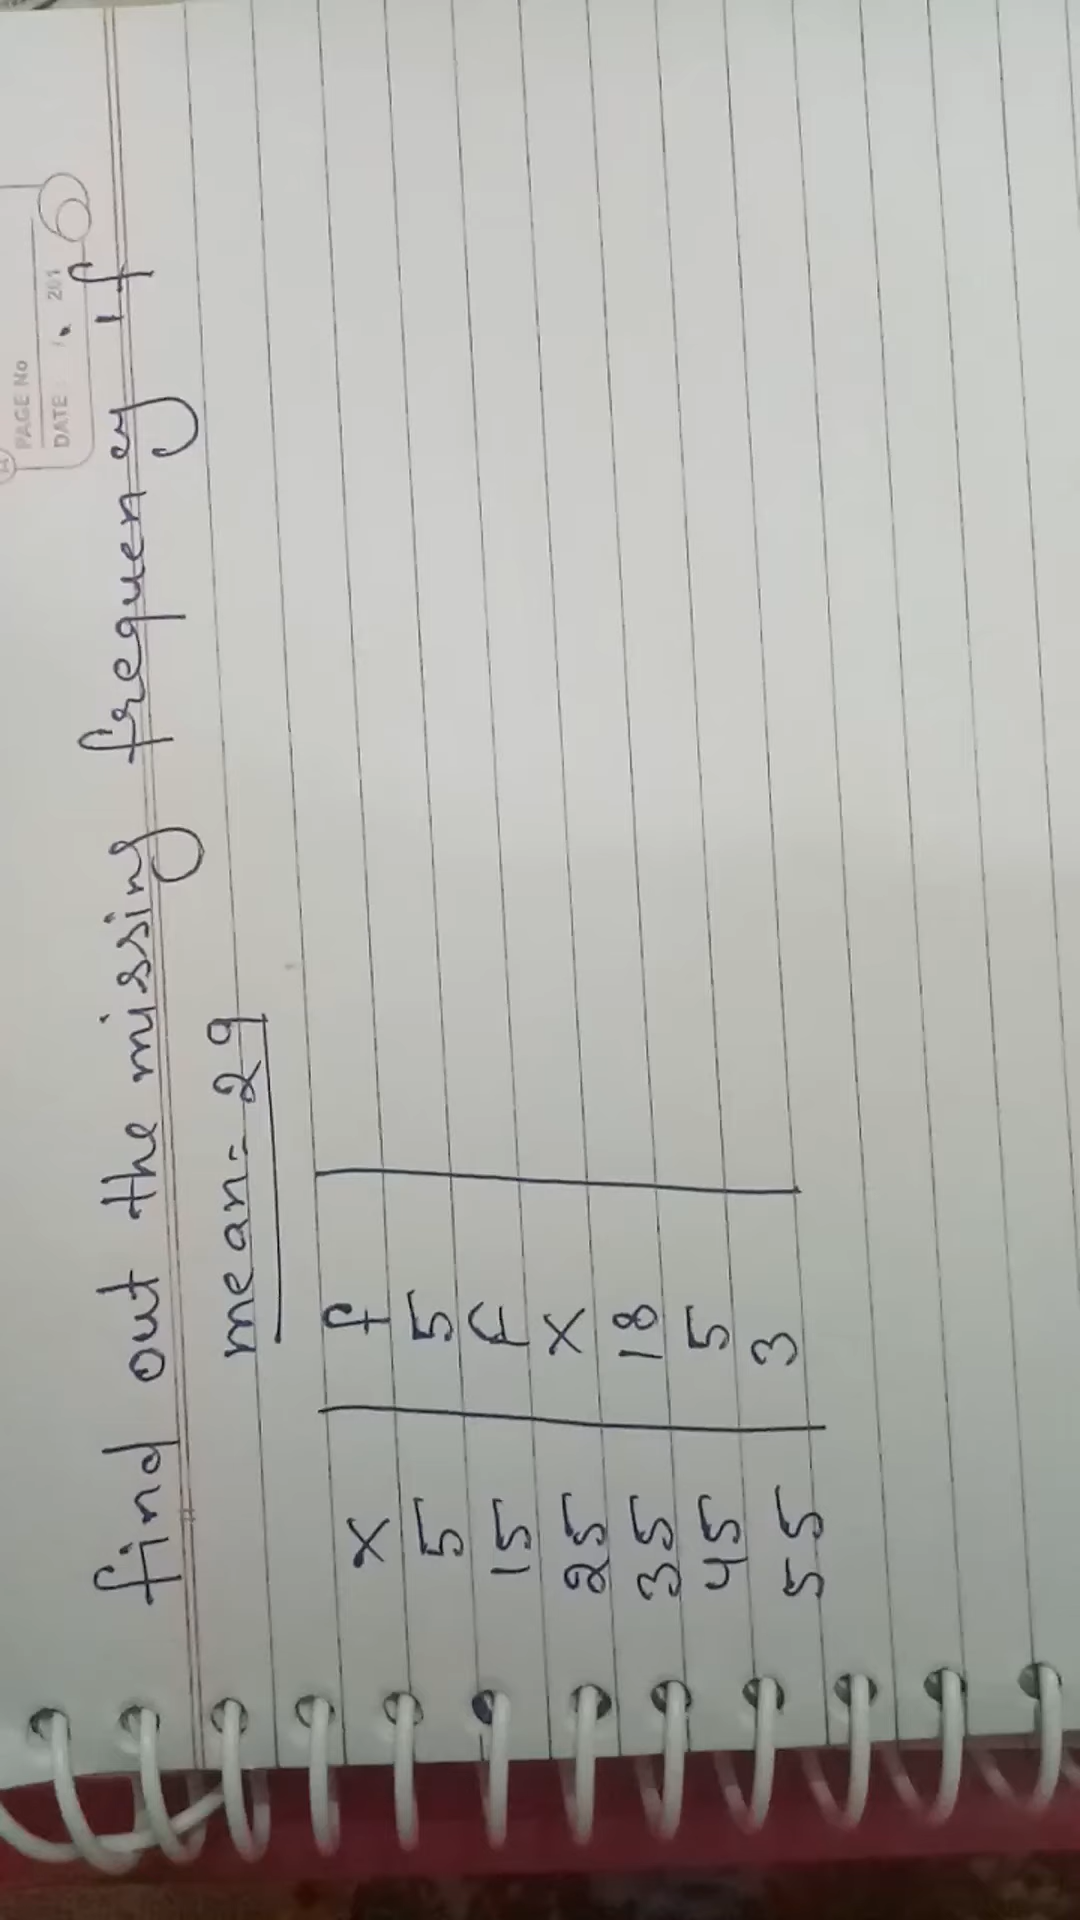 PAGE No
DATE 201
find out the missing frequency if
mean = 29
x f
5 5
15 f
25 x
35 18
45 5
55 3